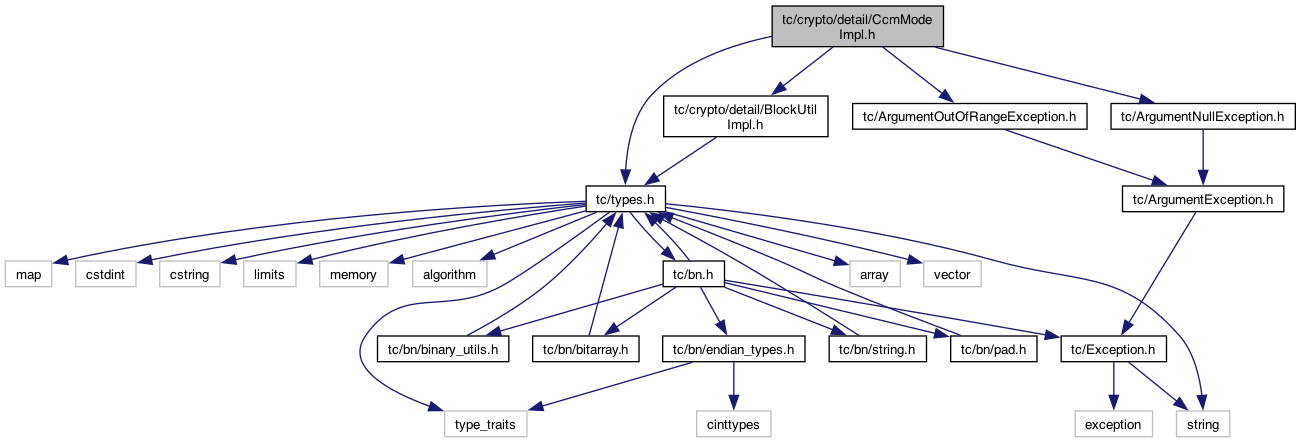 tc/crypto/detail/CcmMode
Impl.h
tc/crypto/detail/BlockUtil
Impl.h
tc/ArgumentOutOfRangeException.h
tc/ArgumentNullException.h
tc/types.h
tc/ArgumentException.h
map
cstdint
cstring
limits
memory
algorithm
tc/bn.h
array
vector
tc/bn/binary_utils.h
tc/bn/bitarray.h
tc/bn/endian_types.h
tc/bn/string.h
tc/bn/pad.h
tc/Exception.h
type_traits
cinttypes
exception
string